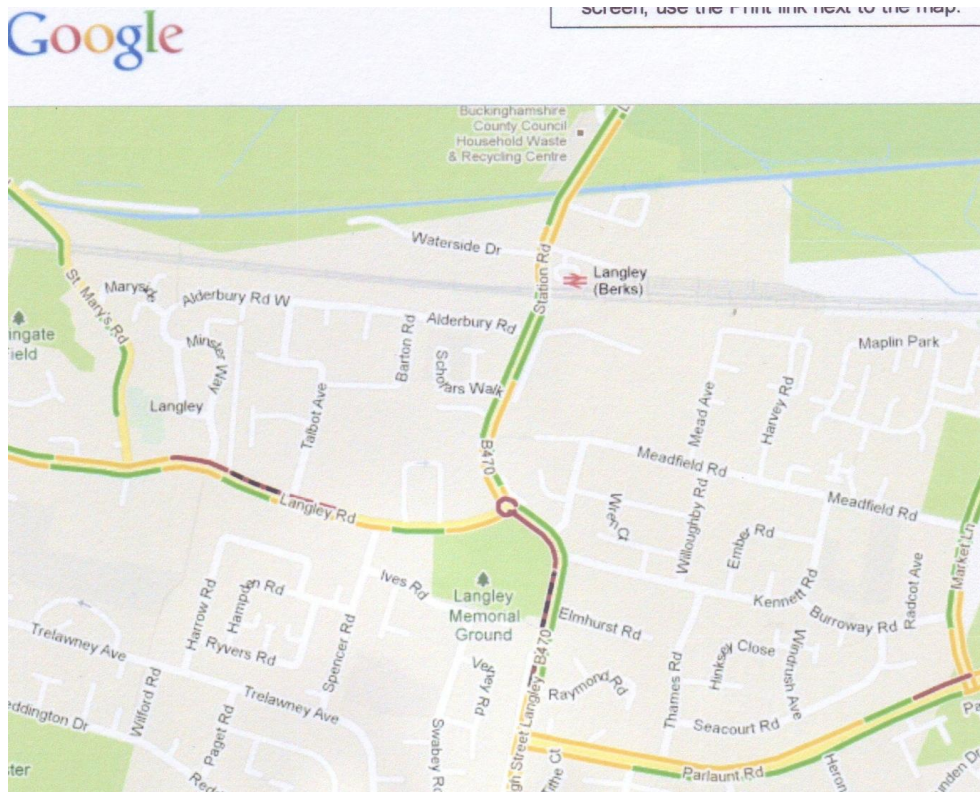 screen, use the Print link next to the map.
Google
Buckinghamshire
County Council
Household Waste
& Recycling Centre
Waterside Dr
Station Rd
Langley
(Berks)
St. Mary's Rd
Alderbury Rd W
Alderbury Rd
Maplin Park
Minster Way
Barton Rd
Scholars Walk
Mead Ave
Harvey Rd
Langley
Talbot Ave
B470
Meadfield Rd
Meadfield Rd
Langley Rd
Willoughby Rd
Ember Rd
Market Ln
Radcot Ave
Harrow Rd
Ives Rd
Langley
Memorial
Ground
Kennett Rd
Burroway Rd
Elmhurst Rd
Trelawney Ave
Ryvers Rd
Spencer Rd
B470
Hinksey Close
Windrush Ave
Raymond Rd
Thames Rd
Seacourt Rd
Wilford Rd
Trelawney Ave
Paget Rd
Swabey Rd
Street Langley
Parlaunt Rd
Heron